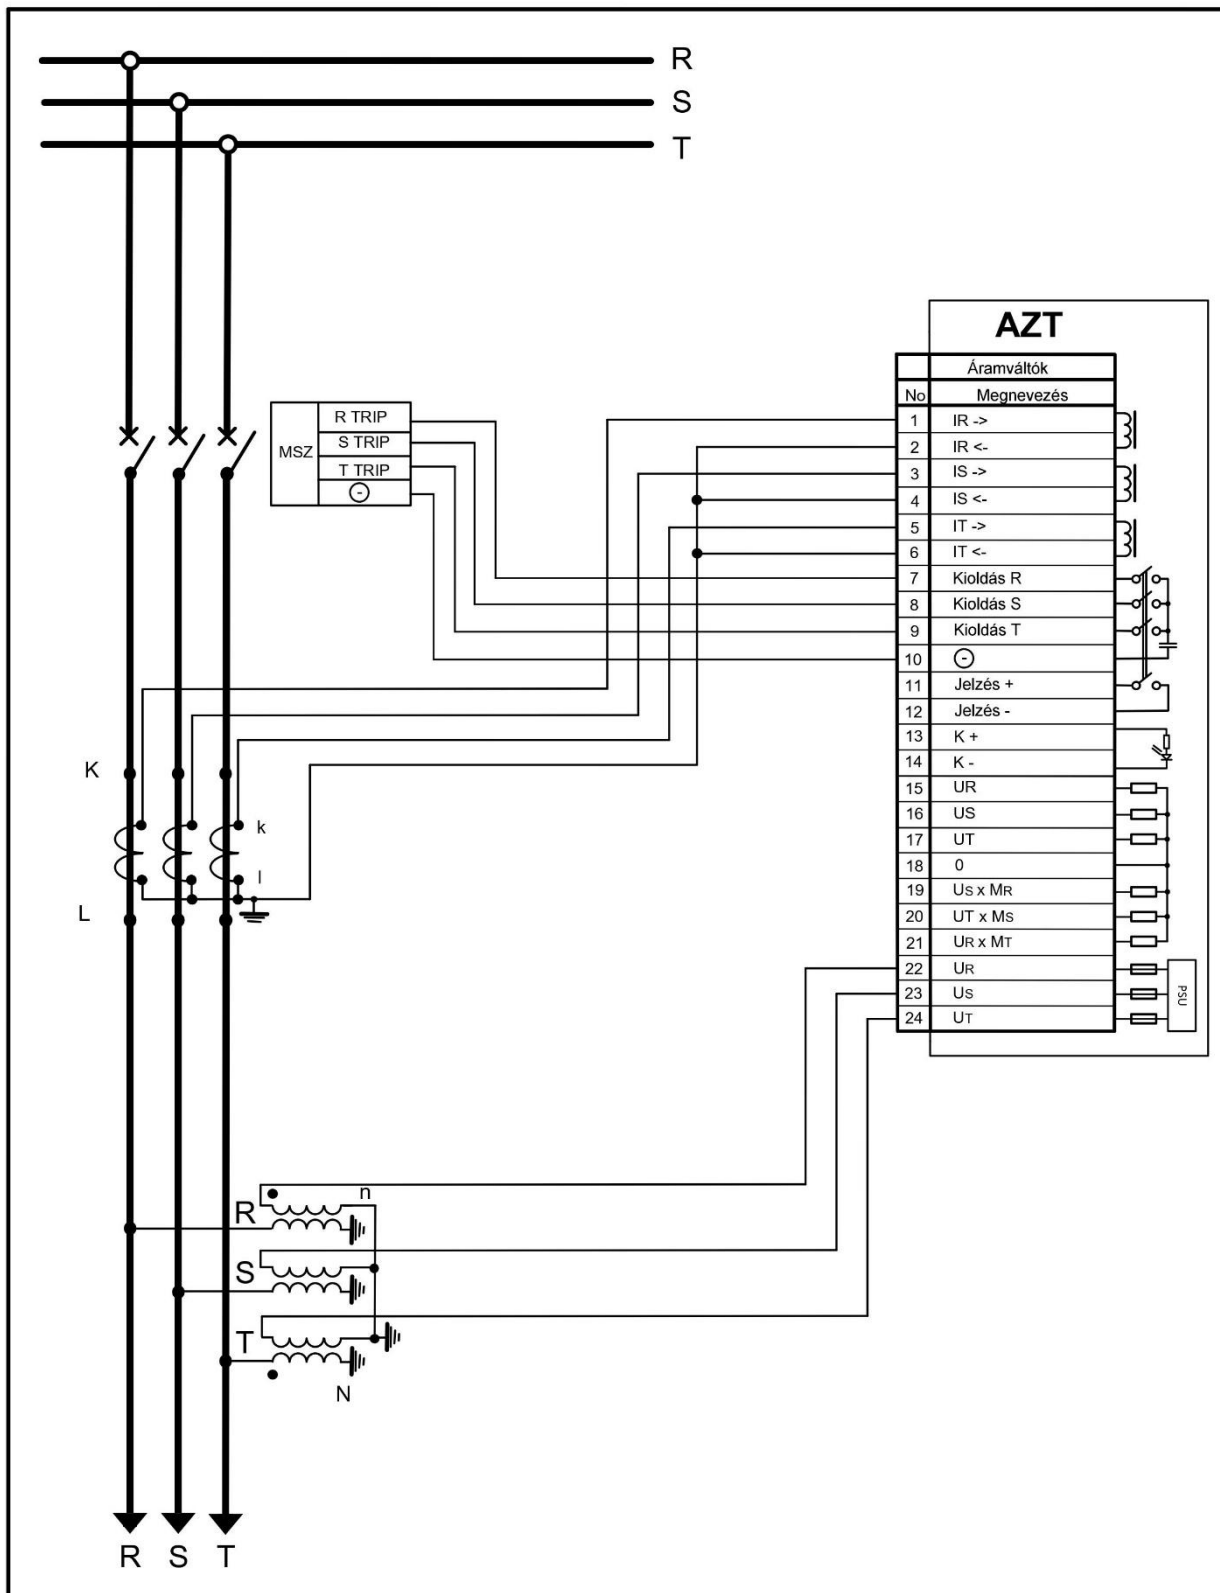 R
S
T
AZT
Áramváltók
No Megnevezés
1 IR ->
2 IR <-
3 IS ->
4 IS <-
5 IT ->
6 IT <-
7 Kioldás R
8 Kioldás S
9 Kioldás T
10 -
11 Jelzés +
12 Jelzés -
13 K +
14 K -
15 UR
16 US
17 UT
18 0
19 US x MR
20 UT x MS
21 UR x MT
22 UR
23 US
24 UT
PSU
MSZ
R TRIP
S TRIP
T TRIP
-
K
k
l
L
R
n
S
T
N
R S T